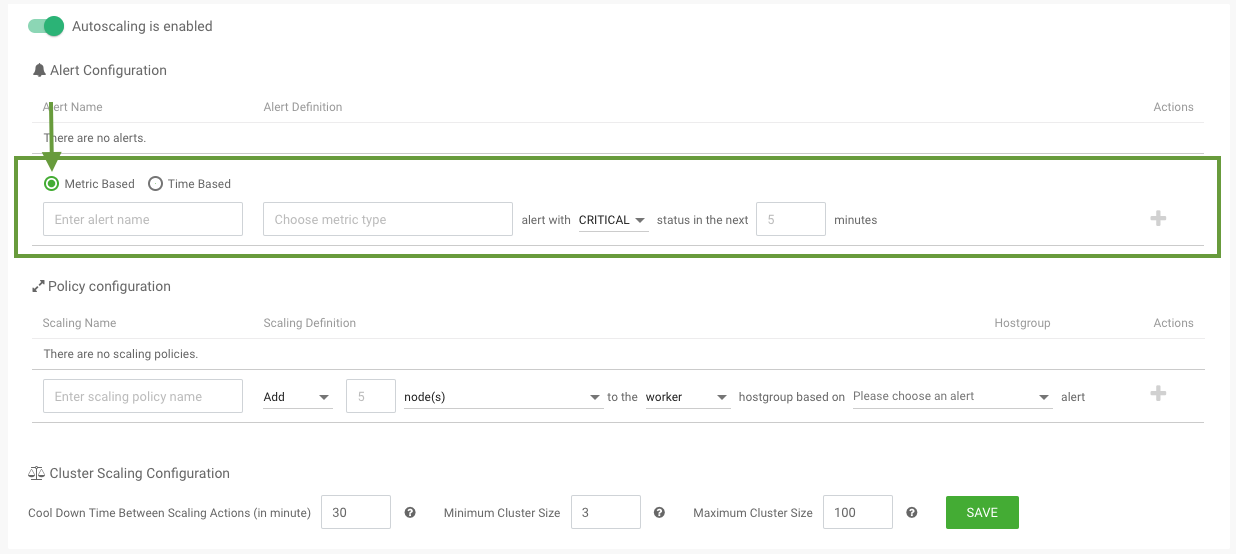 Autoscaling is enabled
Alert Configuration
Alert Name Alert Definition Actions
There are no alerts.
Metric Based Time Based
Enter alert name Choose metric type alert with CRITICAL status in the next 5 minutes
Policy configuration
Scaling Name Scaling Definition Hostgroup Actions
There are no scaling policies.
Enter scaling policy name Add 5 node(s) to the worker hostgroup based on Please choose an alert alert
Cluster Scaling Configuration
Cool Down Time Between Scaling Actions (in minute) 30 ? Minimum Cluster Size 3 ? Maximum Cluster Size 100 ? SAVE